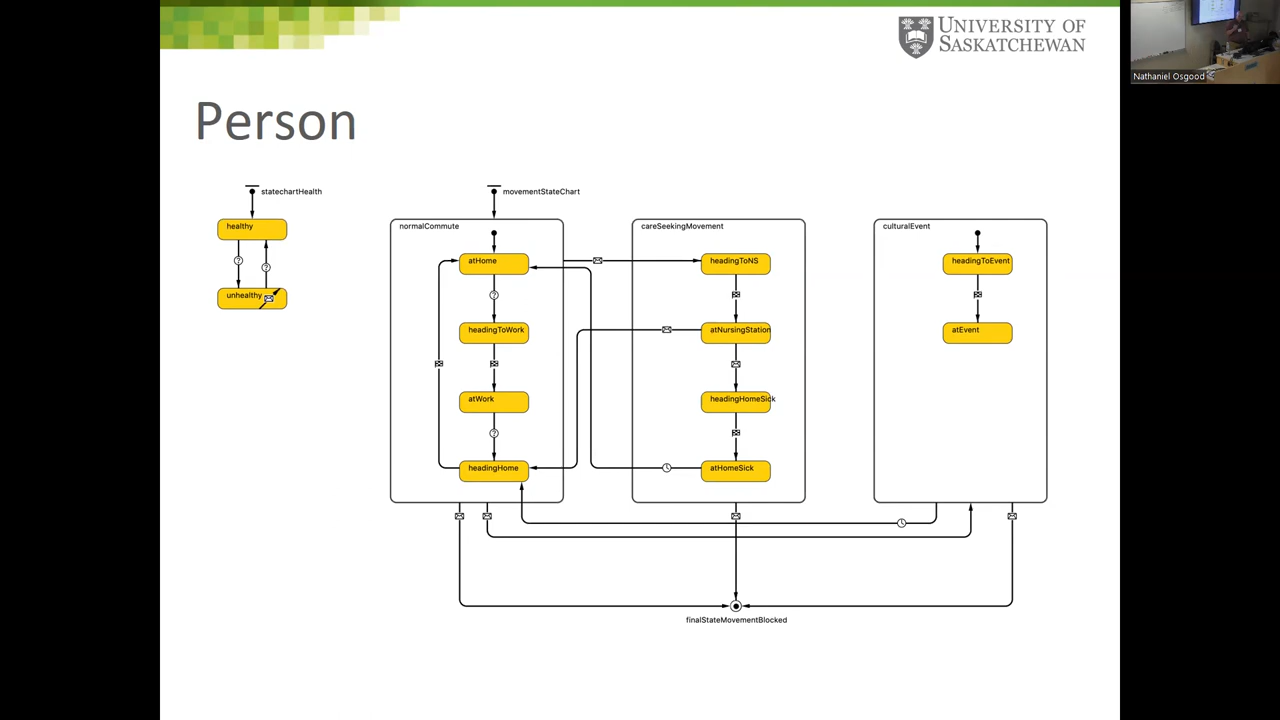 UNIVERSITY OF
SASKATCHEWAN
Nathaniel Osgood
Person
statechartHealth
healthy
unhealthy
movementStateChart
normalCommute
atHome
headingToWork
atWork
headingHome
careSeekingMovement
headingToNS
atNursingStation
headingHomeSick
atHomeSick
culturalEvent
headingToEvent
atEvent
finalStateMovementBlocked